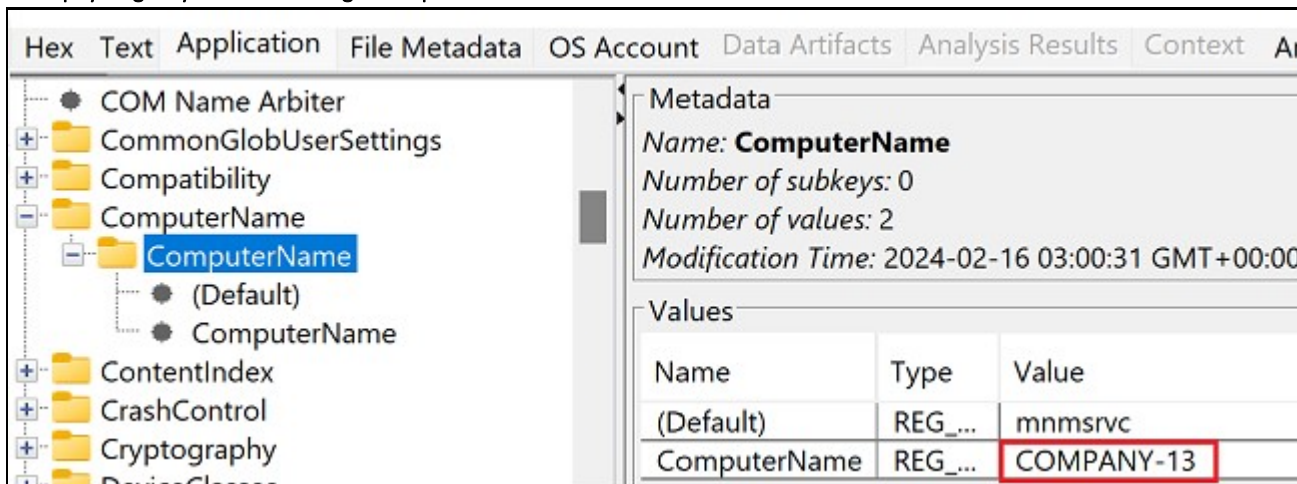 Hex Text Application File Metadata OS Account Data Artifacts Analysis Results Context
COM Name Arbiter
CommonGlobUserSettings
Compatibility
ComputerName
ComputerName
(Default)
ComputerName
ContentIndex
CrashControl
Cryptography
Metadata
Name: ComputerName
Number of subkeys: 0
Number of values: 2
Modification Time: 2024-02-16 03:00:31 GMT+00:00
Values
Name Type Value
(Default) REG_... mnmsrvc
ComputerName REG_... COMPANY-13